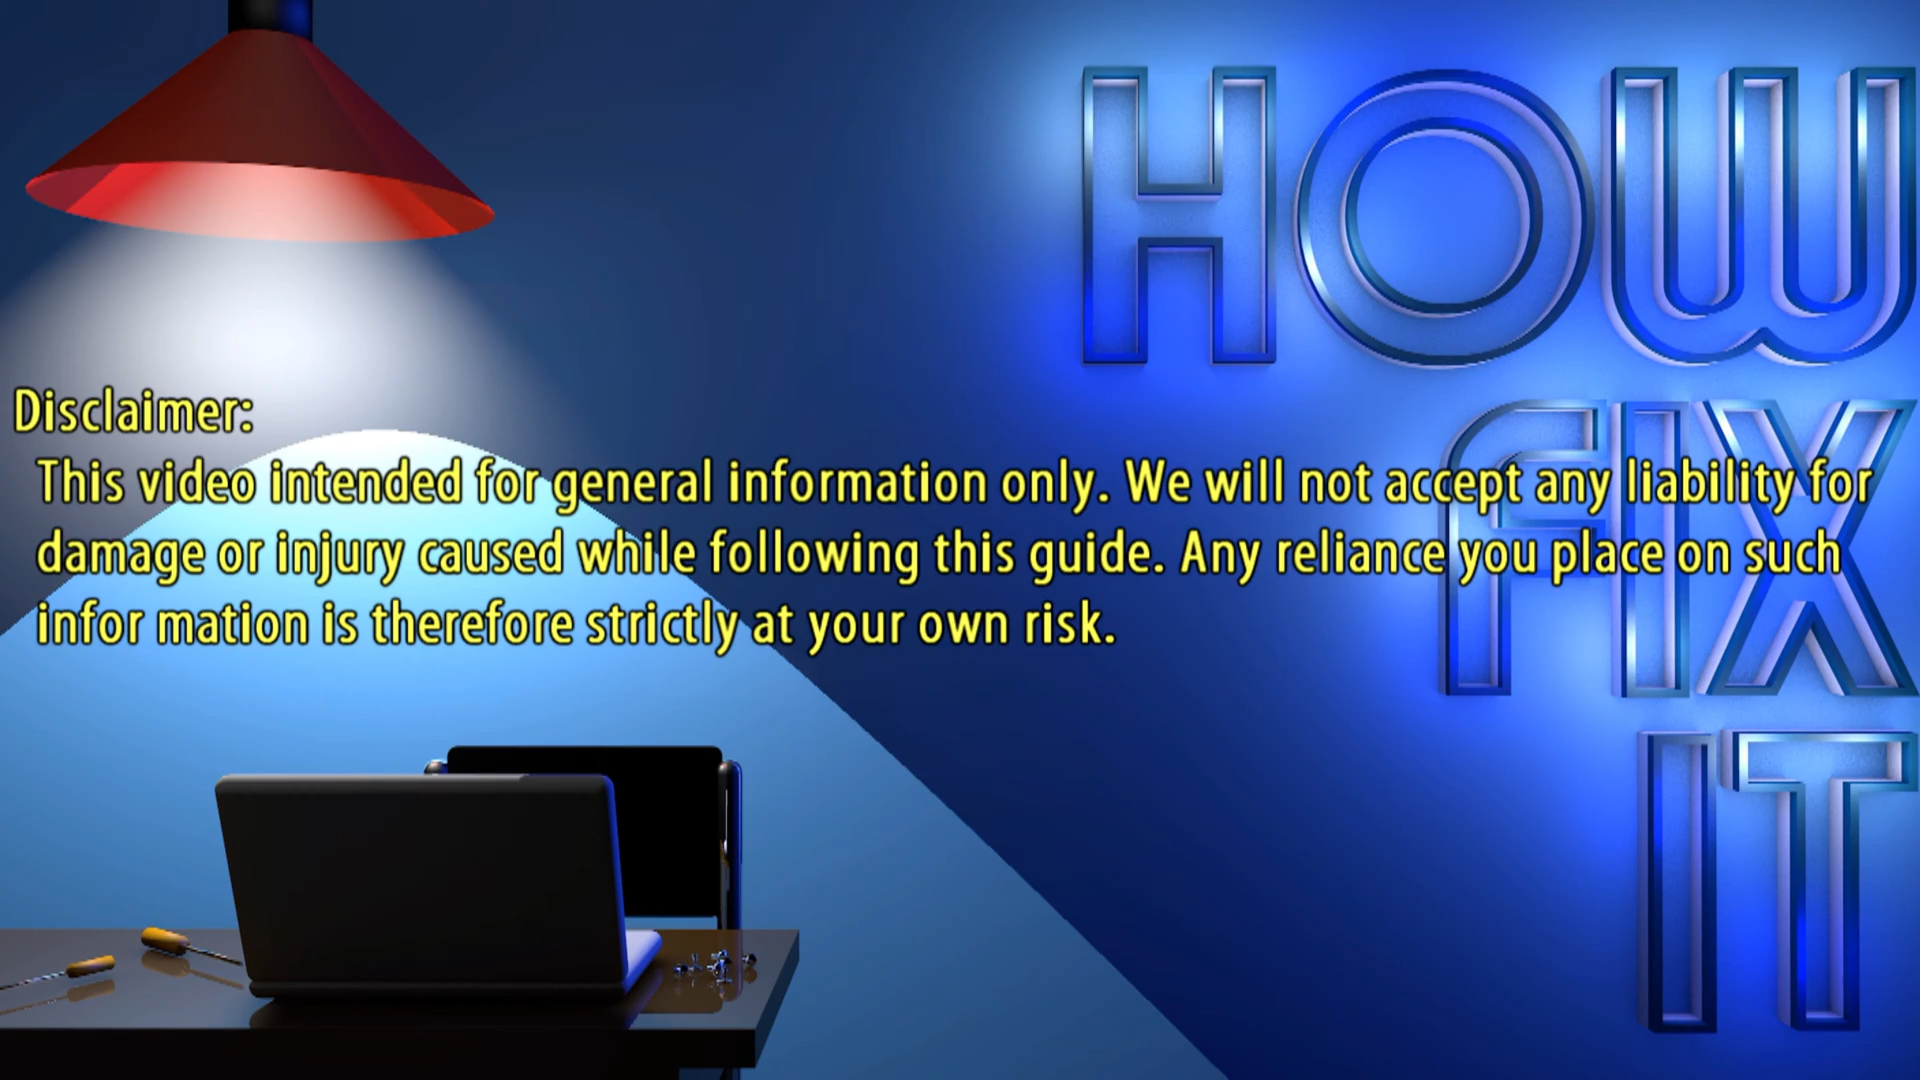 HOW
FIX
IT
Disclaimer:
This video intended for general information only. We will not accept any liability for
damage or injury caused while following this guide. Any reliance you place on such
infor mation is therefore strictly at your own risk.